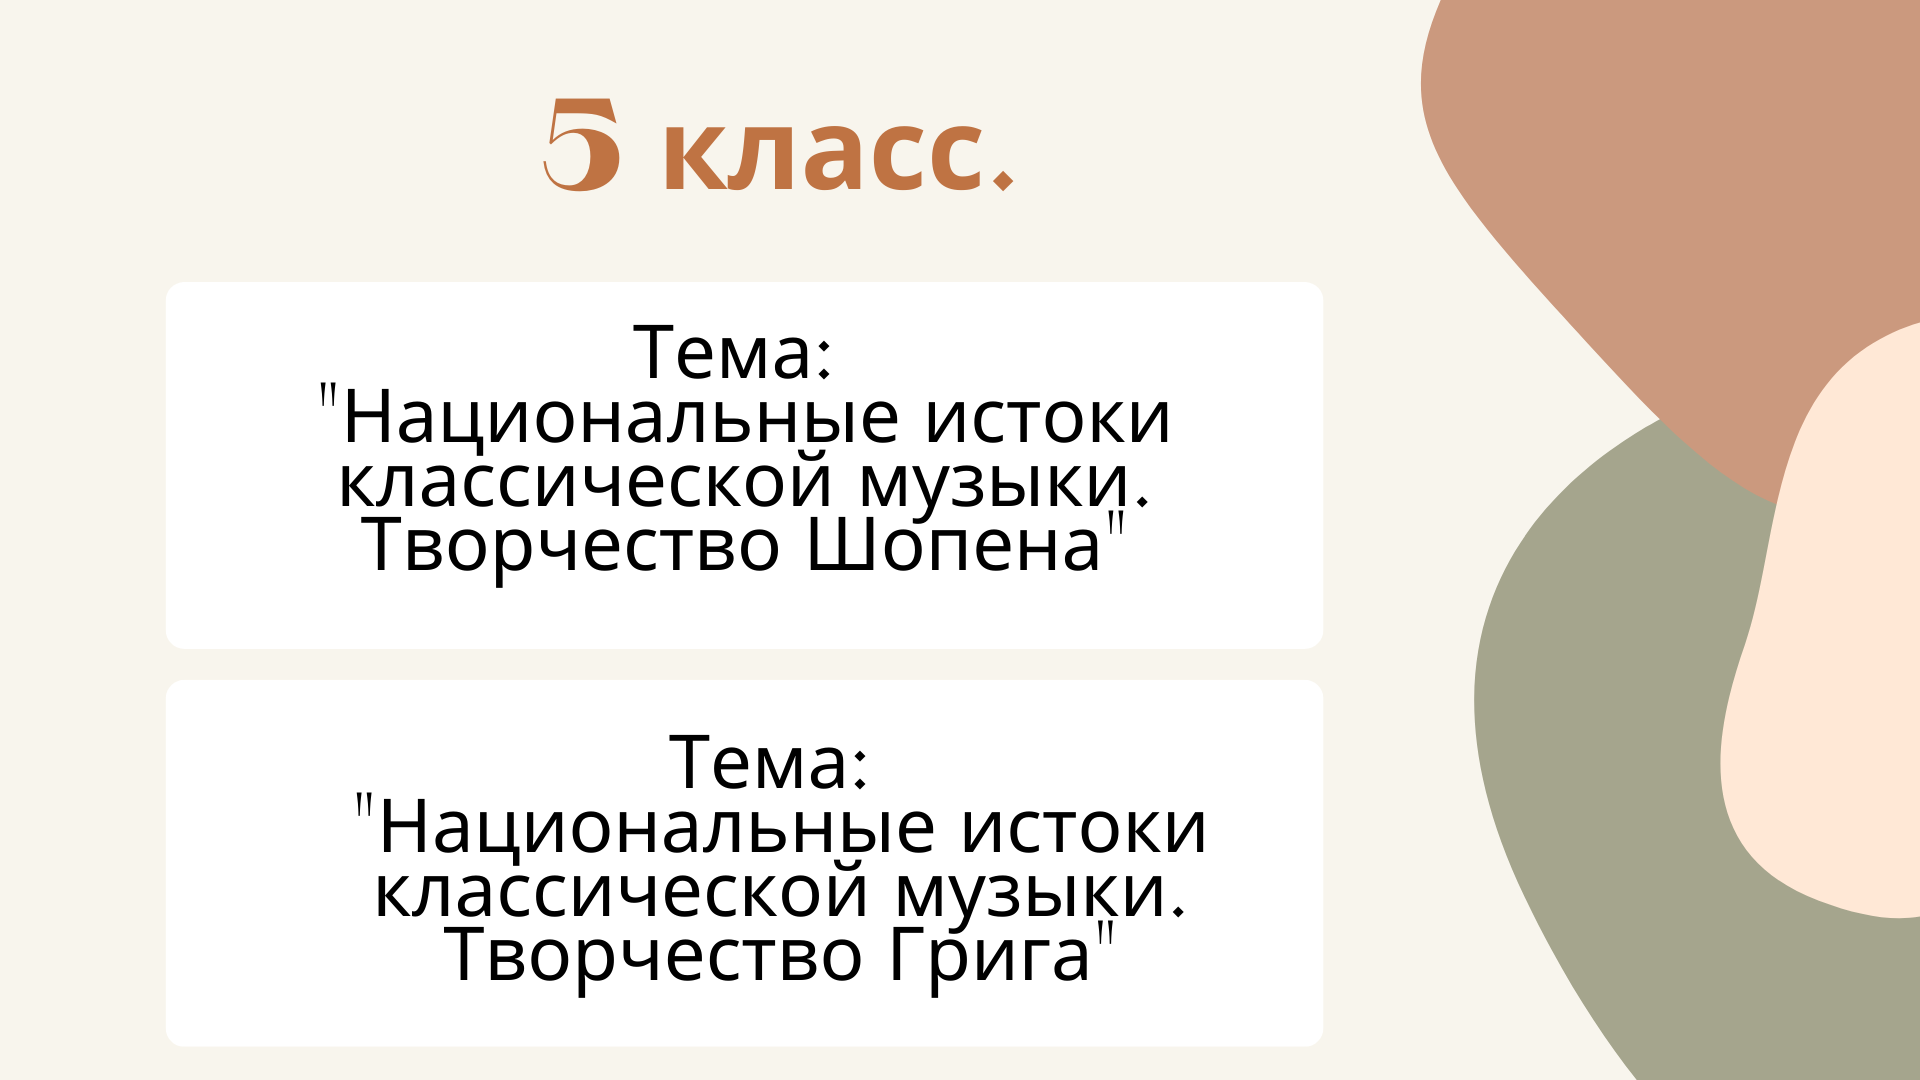 5 класс.
Тема:
"Национальные истоки
классической музыки.
Творчество Шопена"
Тема:
"Национальные истоки
классической музыки.
Творчество Грига"